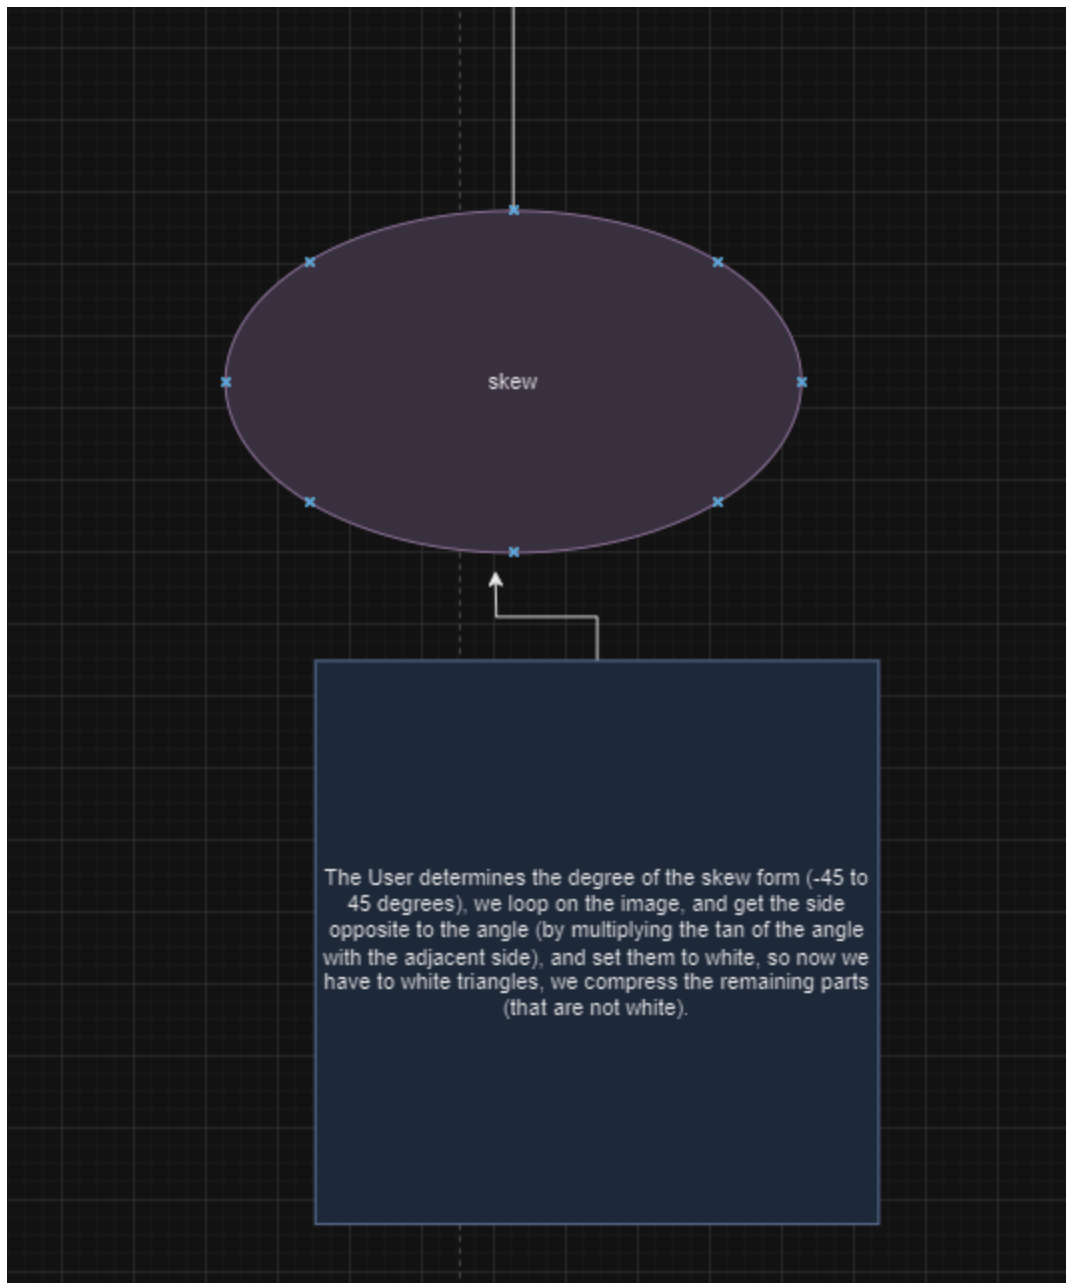 skew
The User determines the degree of the skew form (-45 to
45 degrees), we loop on the image, and get the side
opposite to the angle (by multiplying the tan of the angle
with the adjacent side), and set them to white, so now we
have to white triangles, we compress the remaining parts
(that are not white).